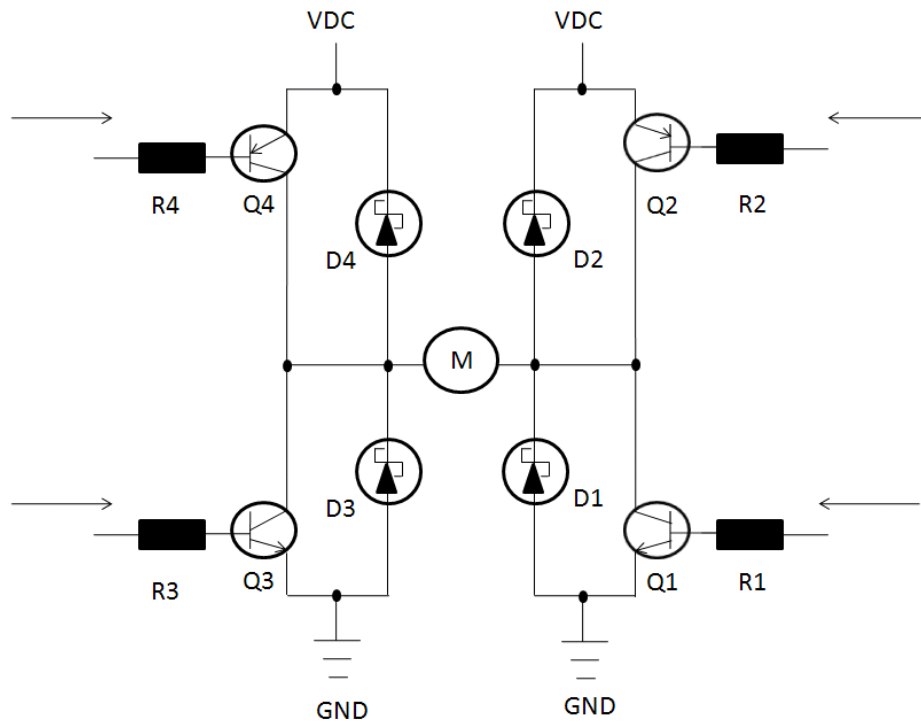 VDC VDC
R4 Q4 Q2 R2
D4 D2
M
D3 D1
R3 Q3 Q1 R1
GND GND